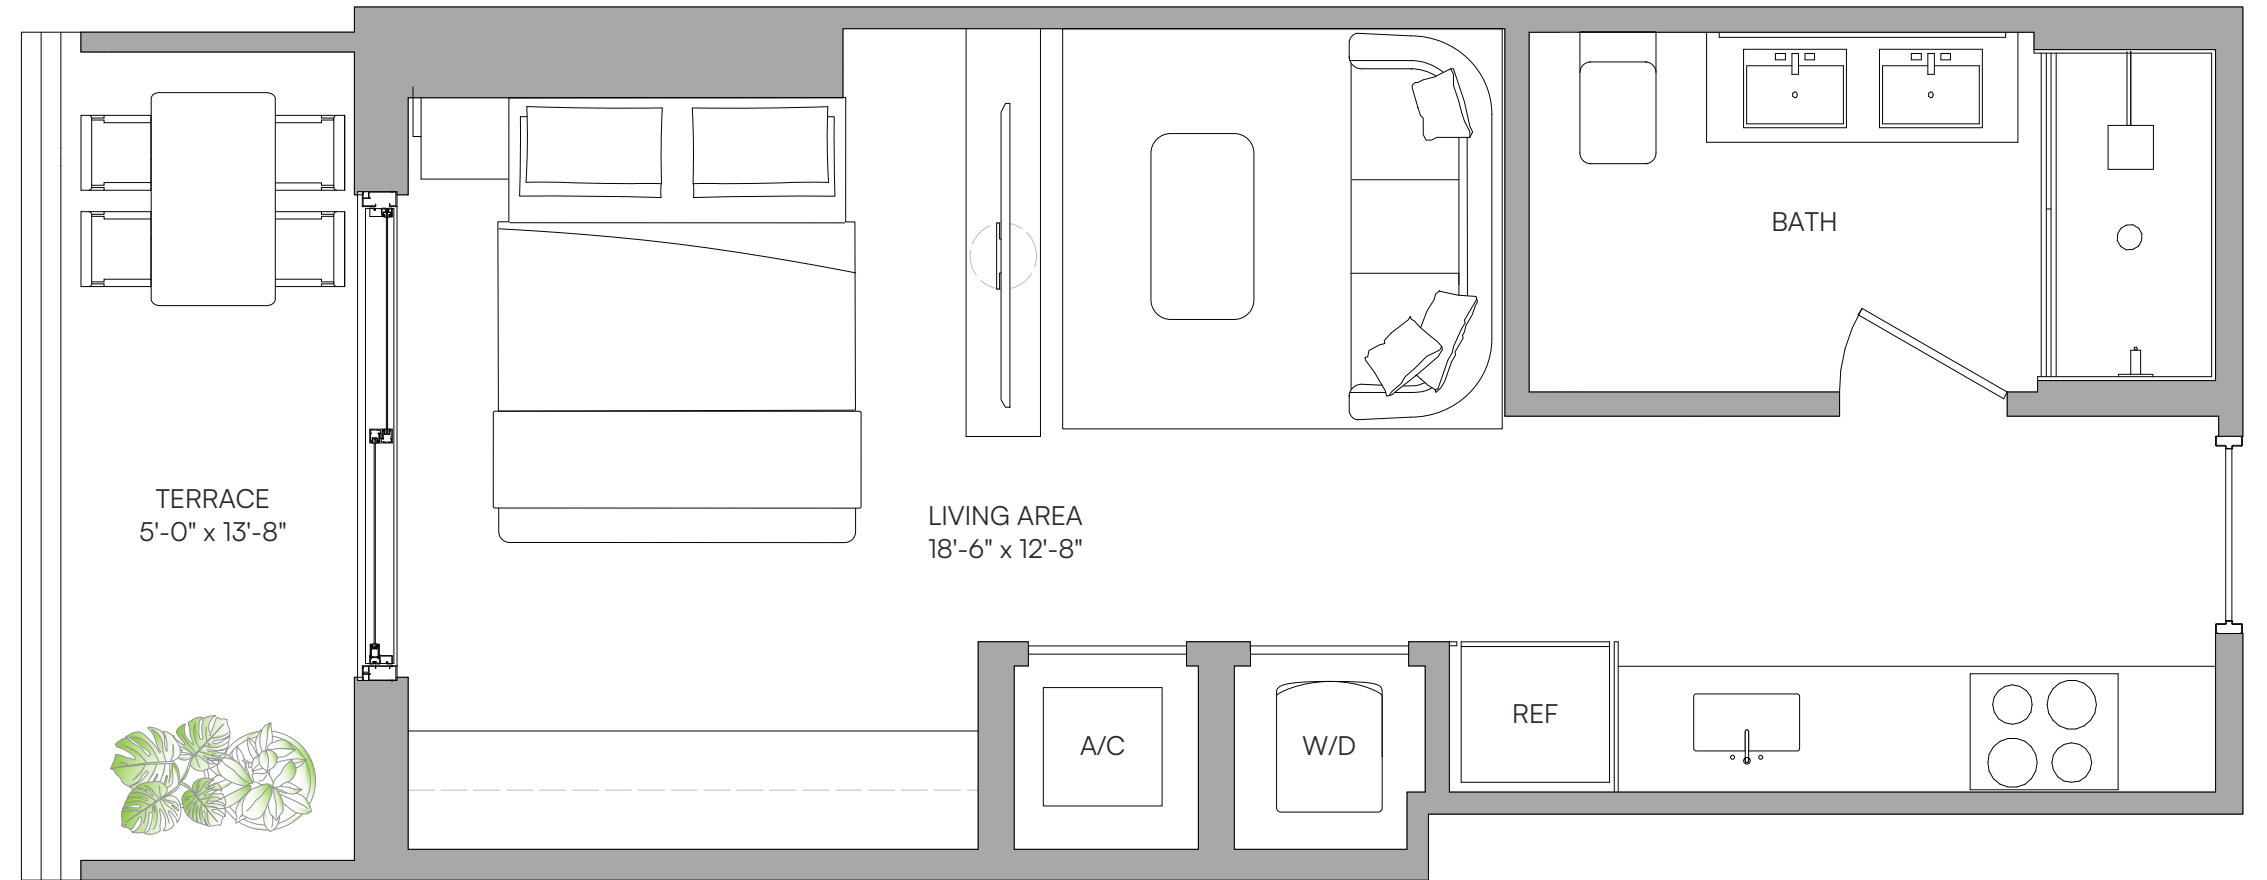 BATH
TERRACE
5'-0" x 13'-8"
LIVING AREA
18'-6" x 12'-8"
REF
A/C
W/D